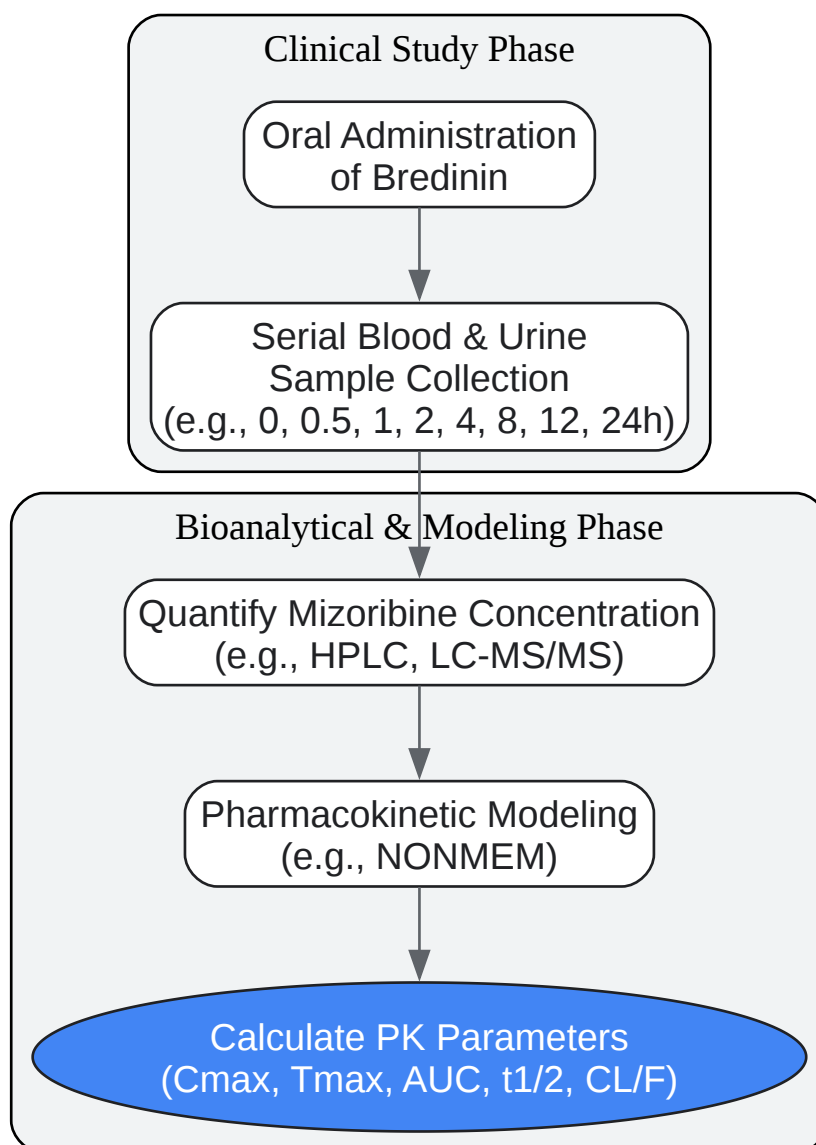 Clinical Study Phase
Oral Administration
of Bredinin
Serial Blood & Urine
Sample Collection
(e.g., 0, 0.5, 1, 2, 4, 8, 12, 24h)
Bioanalytical & Modeling Phase
Quantify Mizoribine Concentration
(e.g., HPLC, LC-MS/MS)
Pharmacokinetic Modeling
(e.g., NONMEM)
Calculate PK Parameters
(Cmax, Tmax, AUC, t1/2, CL/F)